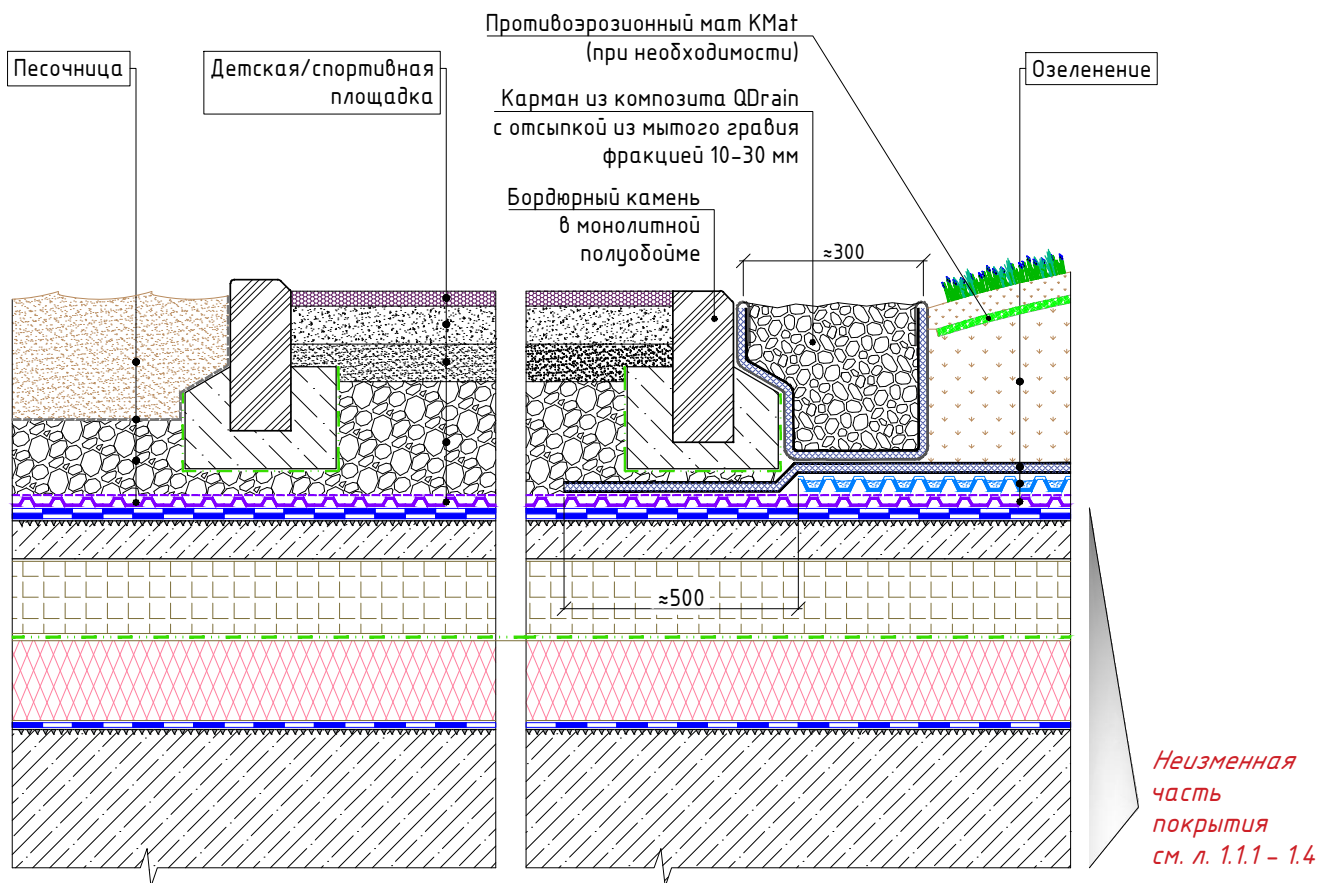 Противоэрозионный мат KMat
(при необходимости)
Песочница
Детская/спортивная
площадка
Озеленение
Карман из композита QDrain
с отсыпкой из мытого гравия
фракцией 10-30 мм
Бордюрный камень
в монолитной
полуобойме
≈300
≈500
Неизменная
часть
покрытия
см. л. 1.1.1 - 1.4